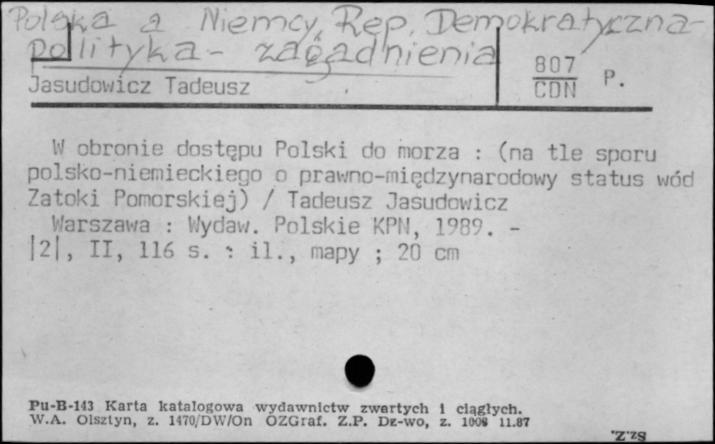 Polska a Niemcy, Rep. Demokratyczna-
polityka - zagadnienia
807
CDN P.
Jasudowicz Tadeusz
W obronie dostępu Polski do morza : (na tle sporu
polsko-niemieckiego o prawno-międzynarodowy status wód
Zatoki Pomorskiej) / Tadeusz Jasudowicz
Warszawa : Wydaw. Polskie KPN, 1989. -
|2|, II, 116 s. : il., mapy ; 20 cm
Pu-B-143 Karta katalogowa wydawnictw zwartych i ciągłych.
W.A. Olsztyn, z. 1470/DW/On OZGraf. Z.P. Dz-wo, z. 1008 11.87